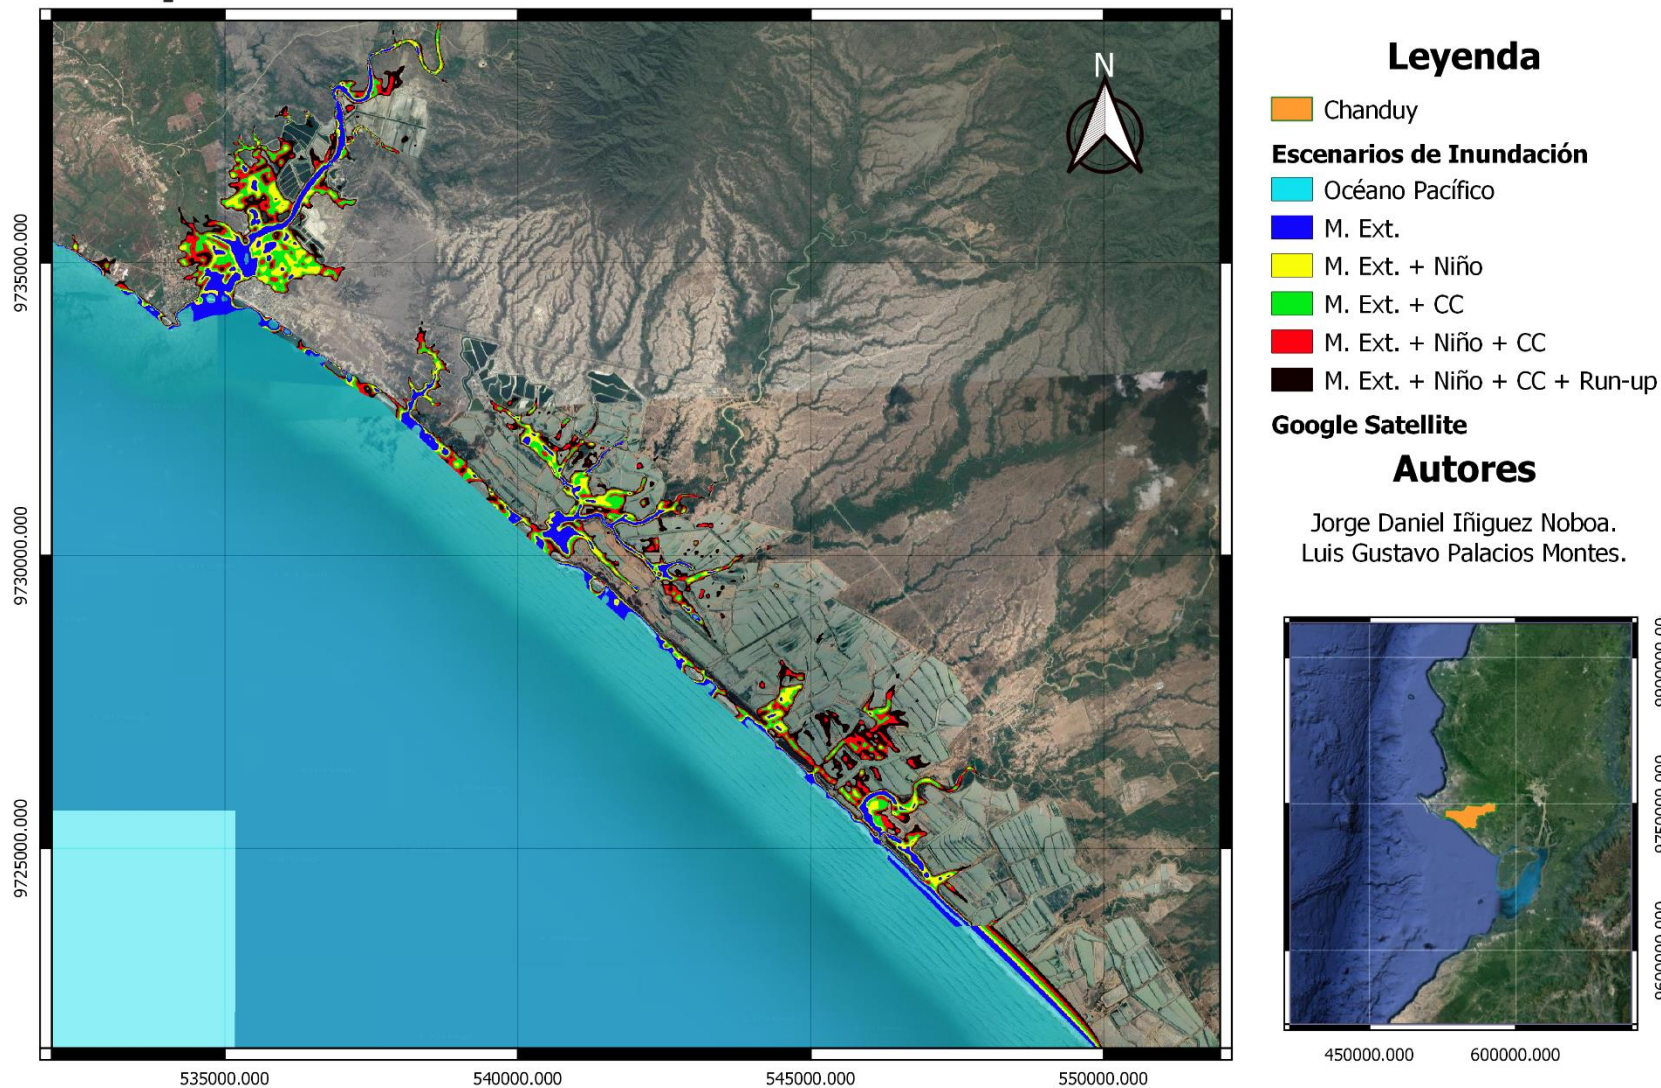 N
9735000.000
9730000.000
9725000.000
535000.000
540000.000
545000.000
550000.000
Leyenda
Chanduy
Escenarios de Inundación
Océano Pacífico
M. Ext.
M. Ext. + Niño
M. Ext. + CC
M. Ext. + Niño + CC
M. Ext. + Niño + CC + Run-up
Google Satellite
Autores
Jorge Daniel Iñiguez Noboa.
Luis Gustavo Palacios Montes.
9750000.000
450000.000
600000.000